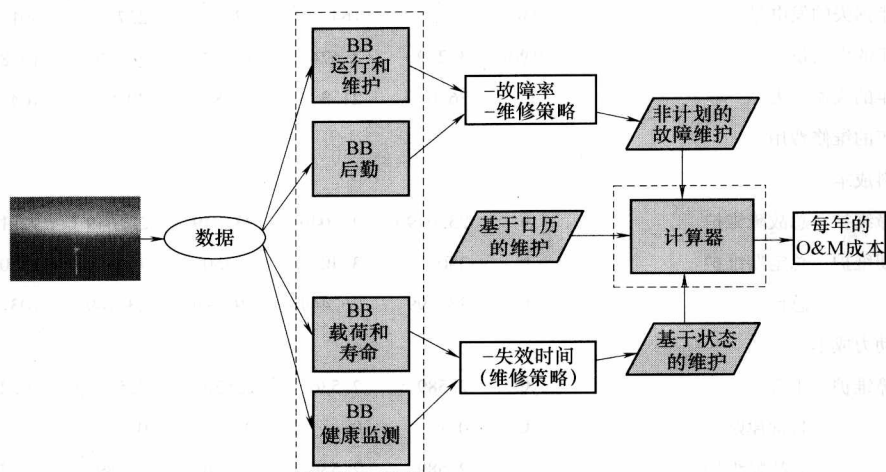 BB
运行和
维护
BB
后勤
–故障率
–维修策略
非计划的
故障维护
数据
基于日历
的维护
计算器
每年的
O&M成本
BB
载荷和
寿命
–失效时间
(维修策略)
基于状态
的维护
BB
健康监测